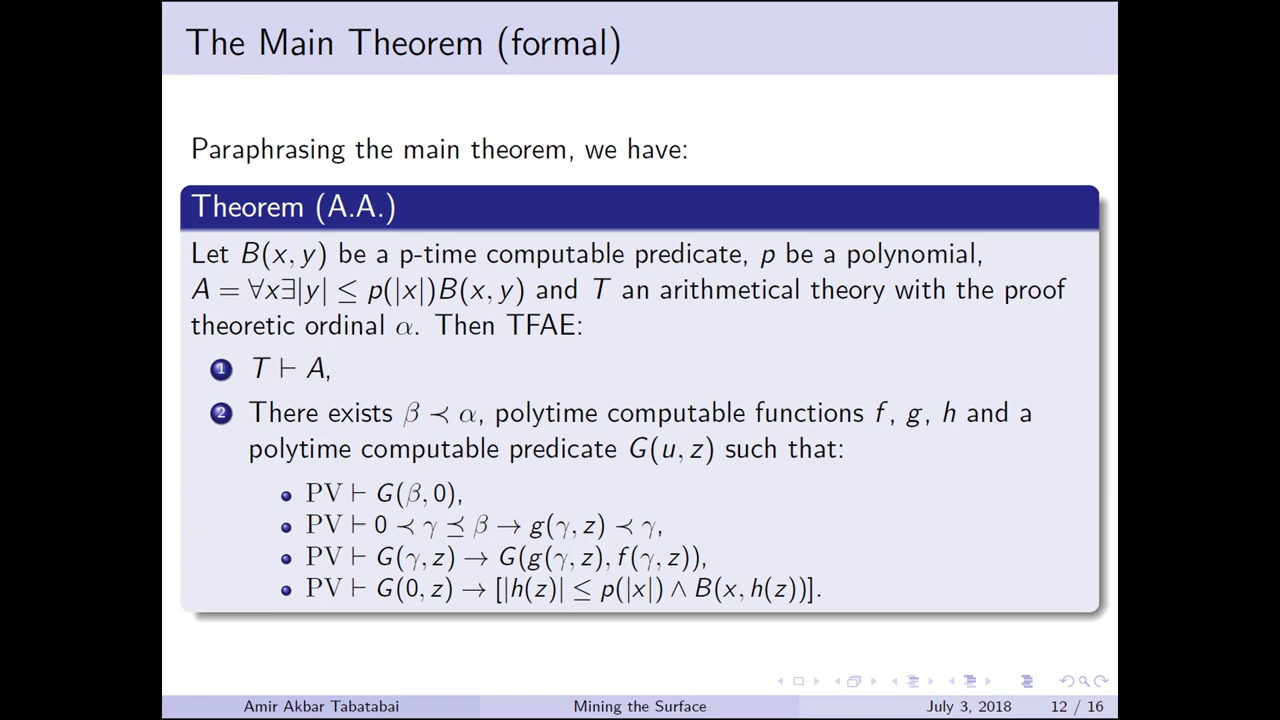 The Main Theorem (formal)
Paraphrasing the main theorem, we have:
Theorem (A.A.)
Let B(x, y) be a p-time computable predicate, p be a polynomial,
A = ∀x∃|y| ≤ p(|x|)B(x, y) and T an arithmetical theory with the proof
theoretic ordinal α. Then TFAE:
1 T ⊢ A,
2 There exists β ≺ α, polytime computable functions f, g, h and a
polytime computable predicate G(u, z) such that:
• PV ⊢ G(β, 0),
• PV ⊢ 0 ≺ γ ⪯ β → g(γ, z) ≺ γ,
• PV ⊢ G(γ, z) → G(g(γ, z), f(γ, z)),
• PV ⊢ G(0, z) → [|h(z)| ≤ p(|x|) ∧ B(x, h(z))].
Amir Akbar Tabatabai Mining the Surface July 3, 2018 12 / 16